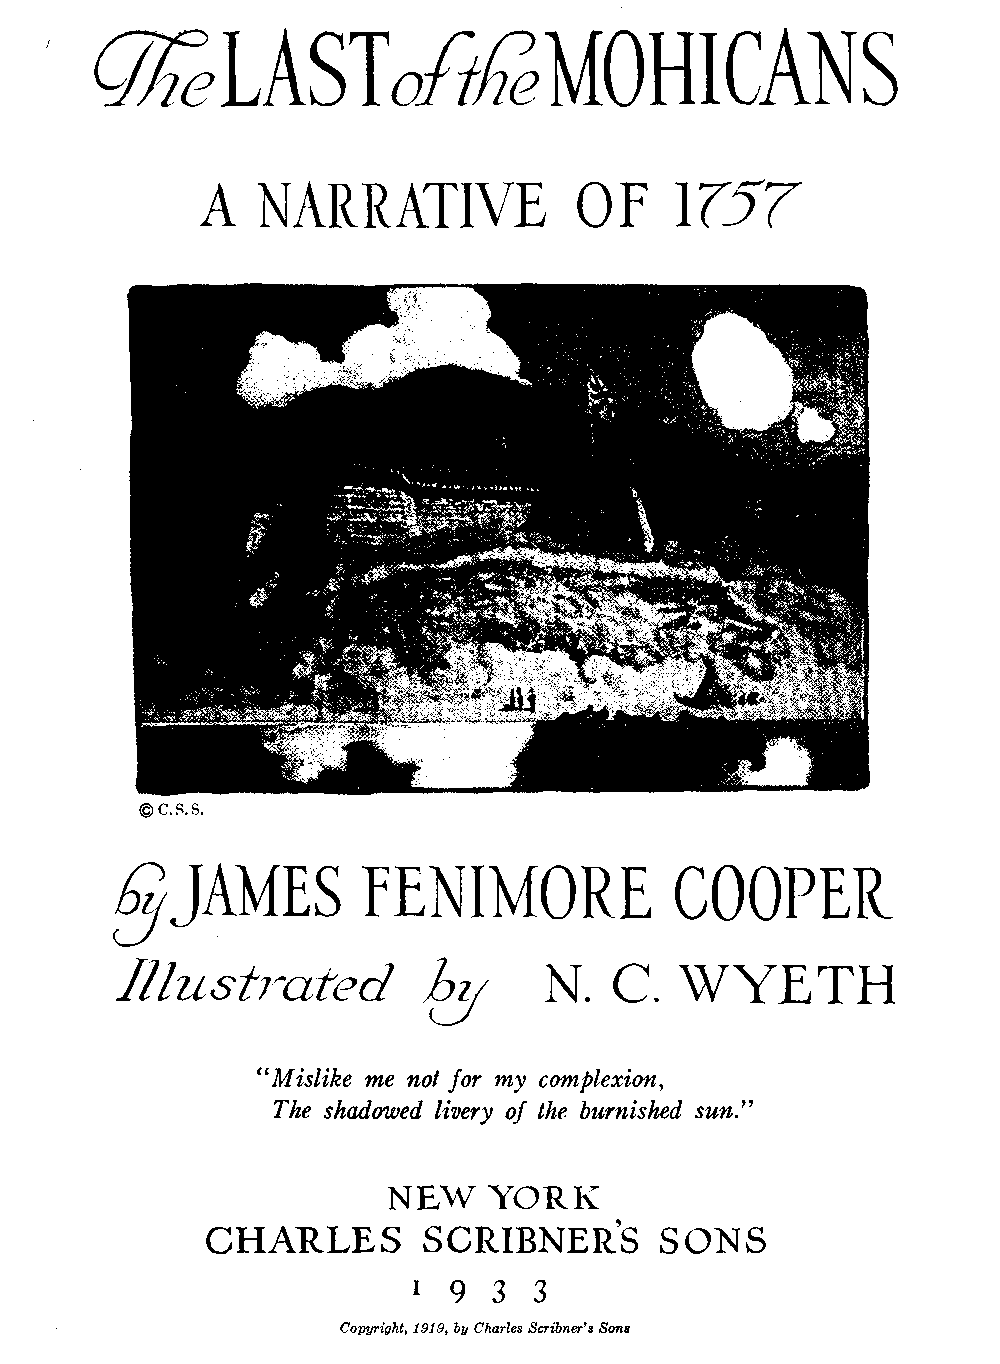 The LAST of the MOHICANS
A NARRATIVE OF 1757
© C.S.S.
by JAMES FENIMORE COOPER
Illustrated by N. C. WYETH
"Mislike me not for my complexion,
The shadowed livery of the burnished sun."
NEW YORK
CHARLES SCRIBNER'S SONS
1933
Copyright, 1919, by Charles Scribner's Sons